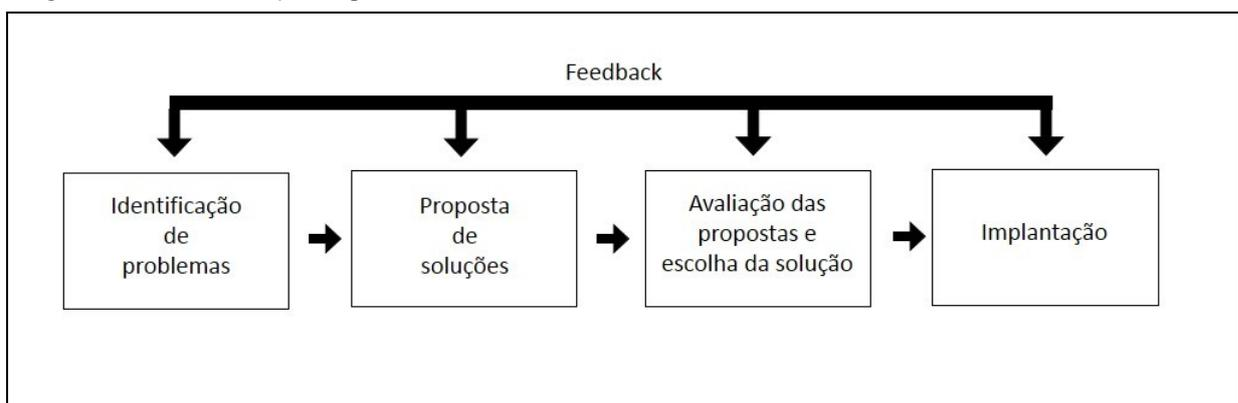 Feedback
Identificação
de
problemas
Proposta
de
soluções
Avaliação das
propostas e
escolha da solução
Implantação